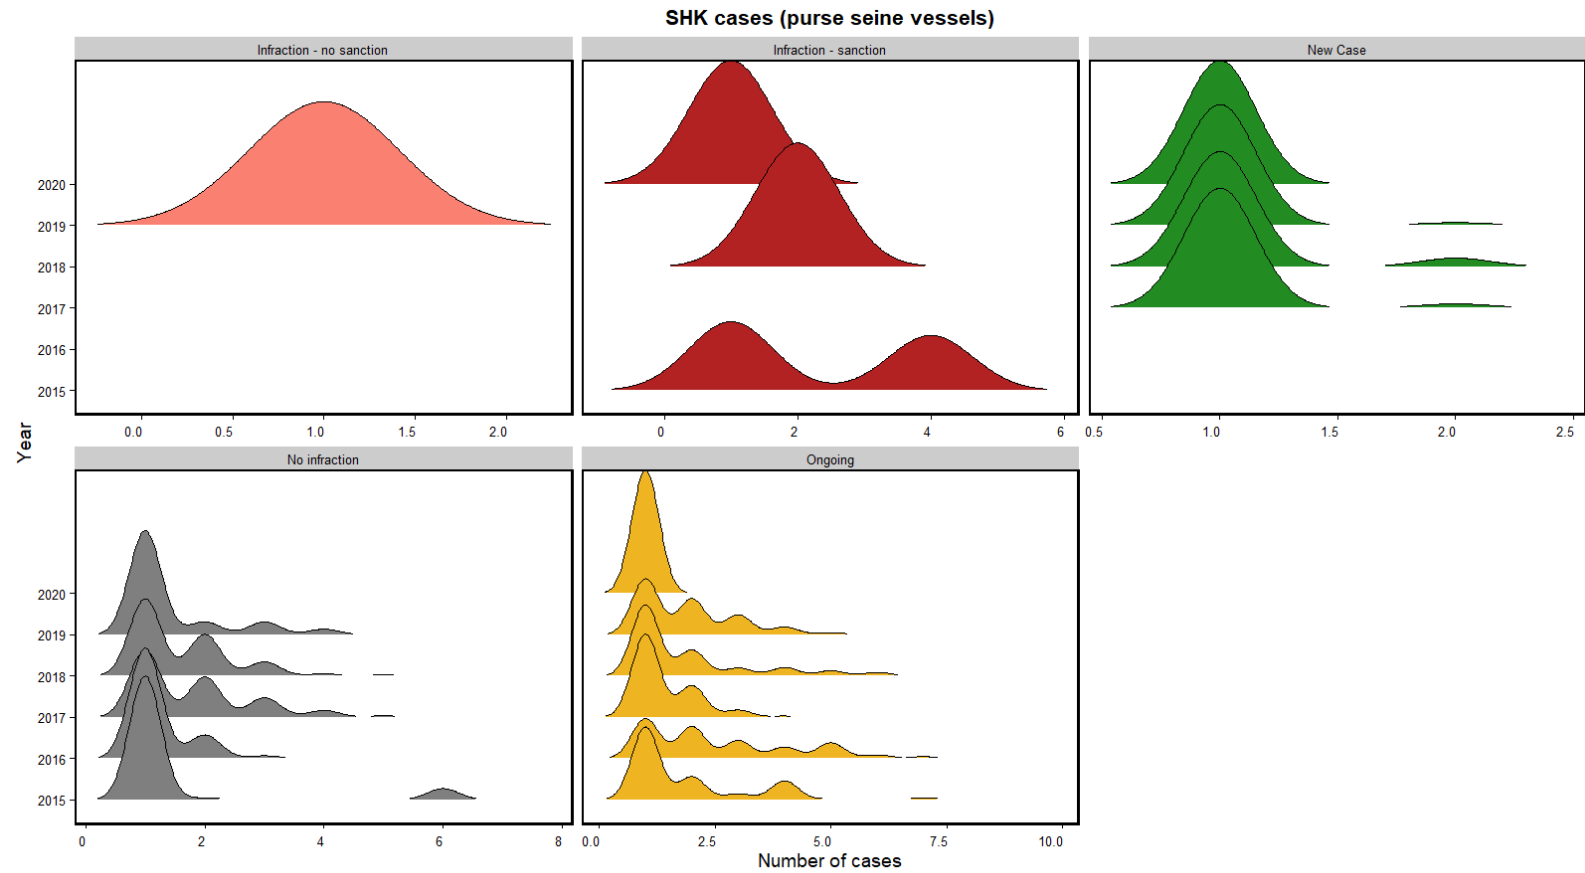 SHK cases (purse seine vessels)
Infraction - no sanction
Infraction - sanction
New Case
2020
2019
2018
2017
2016
2015
0.0 0.5 1.0 1.5 2.0
0 2 4 6
0.5 1.0 1.5 2.0 2.5
Year
No infraction
Ongoing
2020
2019
2018
2017
2016
2015
0 2 4 6 8
0.0 2.5 5.0 7.5 10.0
Number of cases